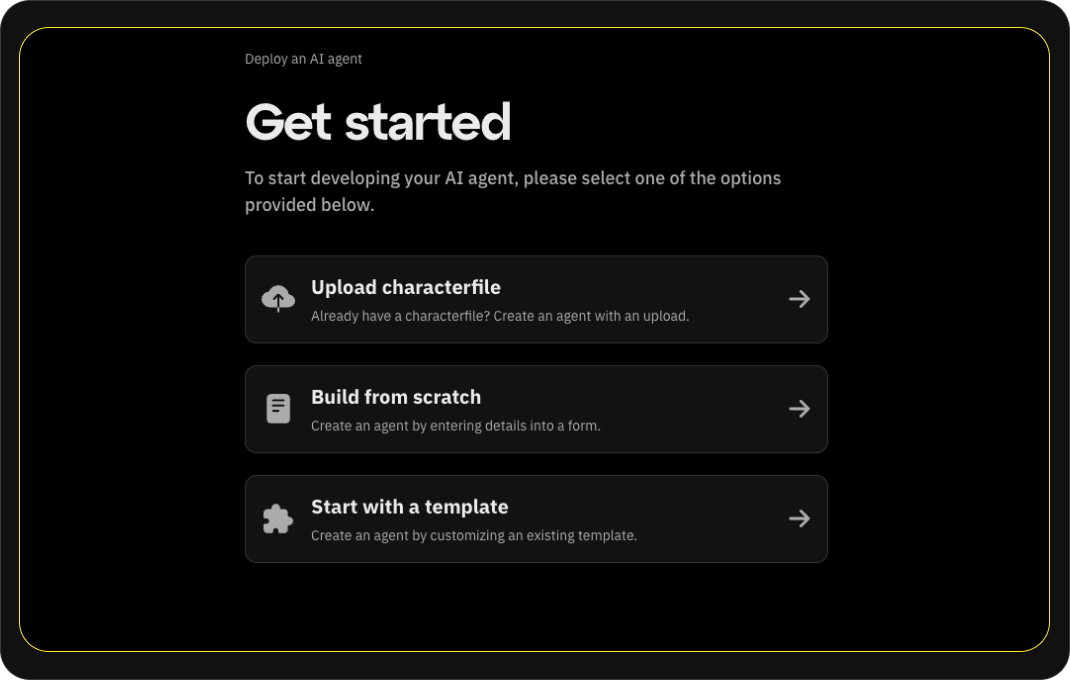 Deploy an AI agent
Get started
To start developing your AI agent, please select one of the options
provided below.
Upload characterfile
Already have a characterfile? Create an agent with an upload.
Build from scratch
Create an agent by entering details into a form.
Start with a template
Create an agent by customizing an existing template.